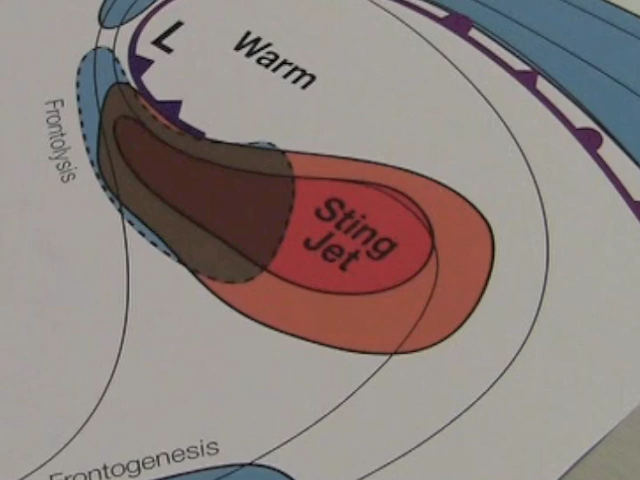 L
Warm
Frontolysis
Sting
Jet
Frontogenesis